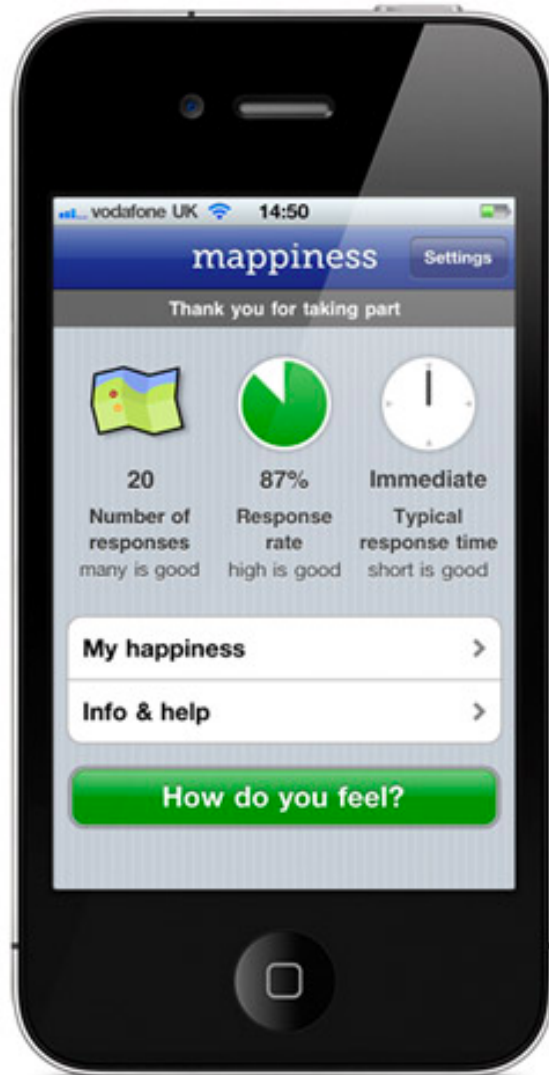 vodafone UK 14:50
mappiness Settings
Thank you for taking part
20 87% Immediate
Number of Response Typical
responses rate response time
many is good high is good short is good
My happiness
Info & help
How do you feel?